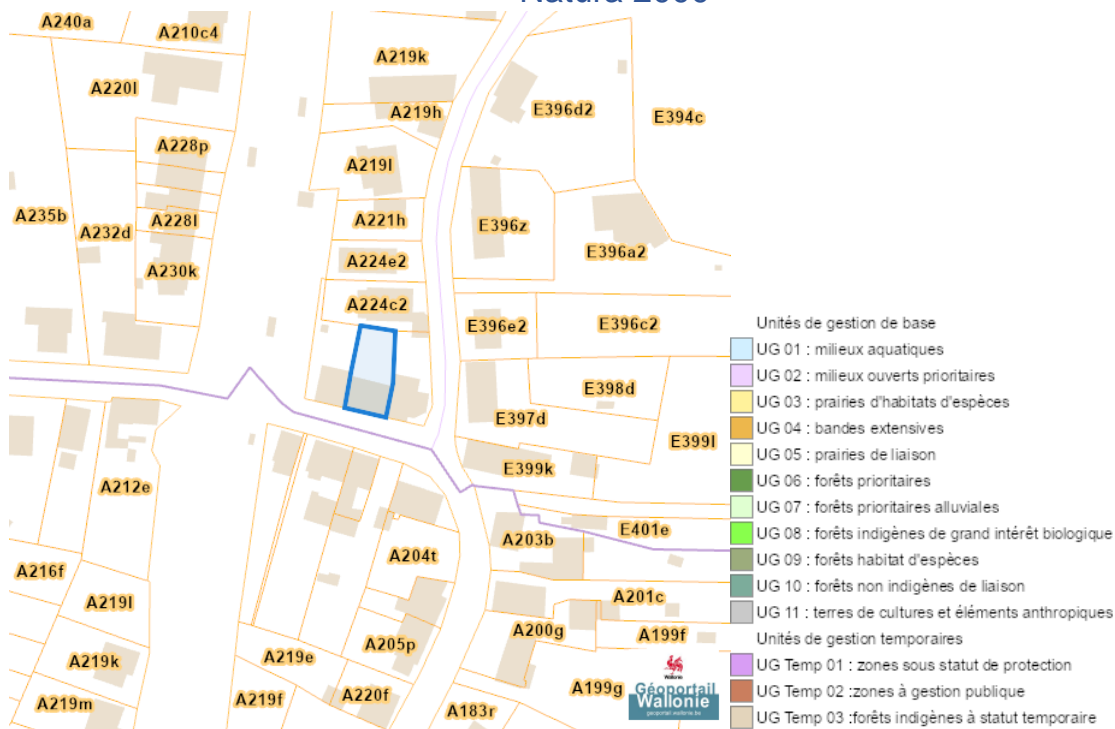 Natura 2000
A240a
A210c4
A219k
A220l
A219h
E396d2
E394c
A228p
A219l
A235b
A232d
A228l
A221h
E396z
E396a2
A224e2
A230k
A224c2
E396e2
E396c2
E398d
E397d
E399l
E399k
A212e
E401e
A203b
A204t
A216f
A219l
A201c
A200g
A199f
A205p
A219k
A219e
A219m
A219f
A220f
A183r
A199g
Wallonie
Géoportail
Wallonie
geoportail.wallonie.be
Unités de gestion de base
UG 01 : milieux aquatiques
UG 02 : milieux ouverts prioritaires
UG 03 : prairies d'habitats d'espèces
UG 04 : bandes extensives
UG 05 : prairies de liaison
UG 06 : forêts prioritaires
UG 07 : forêts prioritaires alluviales
UG 08 : forêts indigènes de grand intérêt biologique
UG 09 : forêts habitat d'espèces
UG 10 : forêts non indigènes de liaison
UG 11 : terres de cultures et éléments anthropiques
Unités de gestion temporaires
UG Temp 01 : zones sous statut de protection
UG Temp 02 :zones à gestion publique
UG Temp 03 :forêts indigènes à statut temporaire